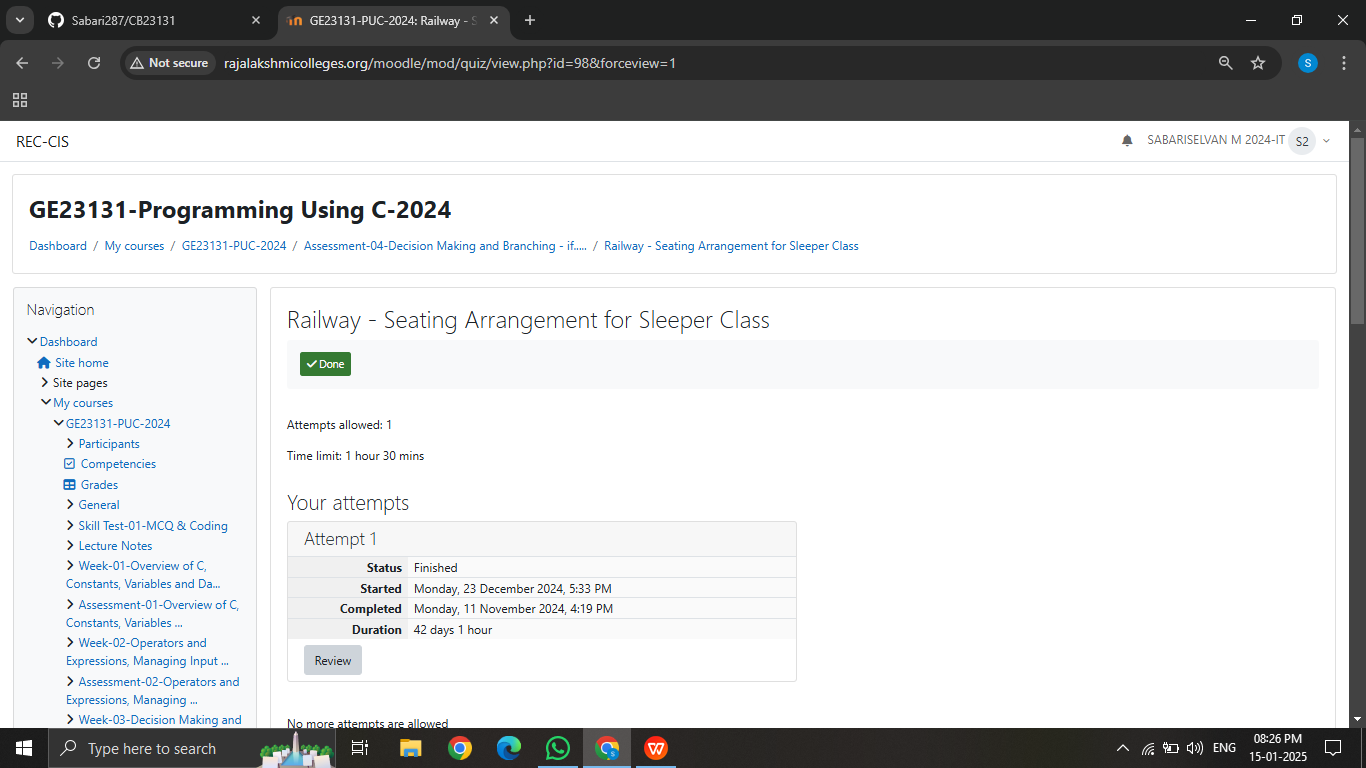 Sabari287/CB23131
GE23131-PUC-2024: Railway - S
Not secure
rajalakshmicolleges.org/moodle/mod/quiz/view.php?id=98&forceview=1
S
REC-CIS
SABARISELVAN M 2024-IT S2
GE23131-Programming Using C-2024
Dashboard / My courses / GE23131-PUC-2024 / Assessment-04-Decision Making and Branching - if..... / Railway - Seating Arrangement for Sleeper Class
Navigation
Dashboard
Site home
Site pages
My courses
GE23131-PUC-2024
Participants
Competencies
Grades
General
Skill Test-01-MCQ & Coding
Lecture Notes
Week-01-Overview of C,
Constants, Variables and Da...
Assessment-01-Overview of C,
Constants, Variables ...
Week-02-Operators and
Expressions, Managing Input ...
Assessment-02-Operators and
Expressions, Managing ...
Week-03-Decision Making and
Railway - Seating Arrangement for Sleeper Class
Done
Attempts allowed: 1
Time limit: 1 hour 30 mins
Your attempts
Attempt 1
Status Finished
Started Monday, 23 December 2024, 5:33 PM
Completed Monday, 11 November 2024, 4:19 PM
Duration 42 days 1 hour
Review
No more attempts are allowed
Type here to search
ENG
08:26 PM
15-01-2025